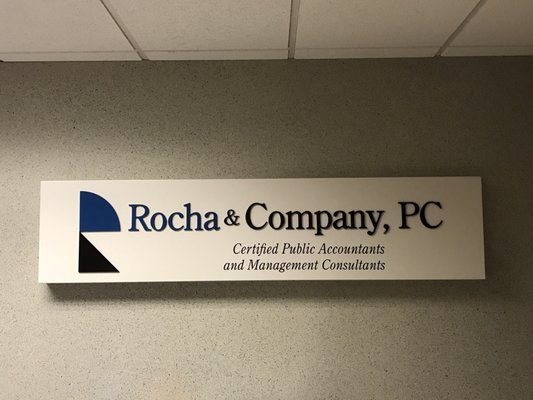 Rocha & Company, PC
Certified Public Accountants
and Management Consultants